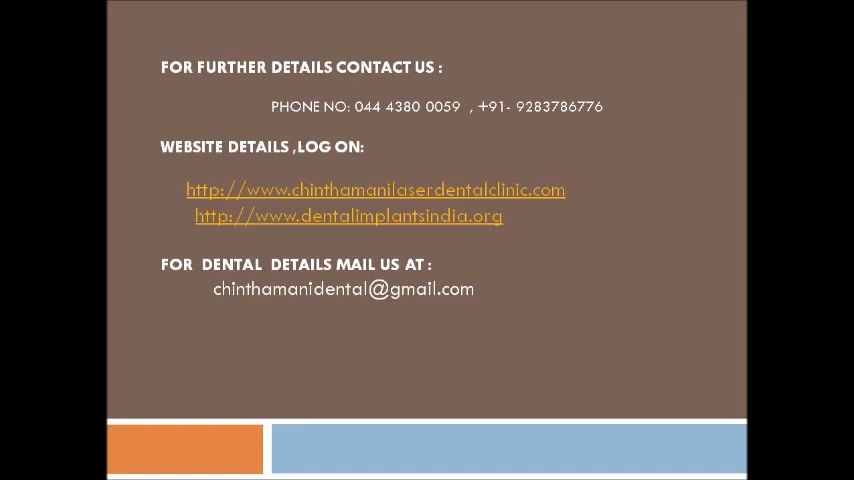 FOR FURTHER DETAILS CONTACT US :
PHONE NO: 044 4380 0059 , +91- 9283786776
WEBSITE DETAILS ,LOG ON:
http://www.chinthamanilaserdentalclinic.com
http://www.dentalimplantsindia.org
FOR DENTAL DETAILS MAIL US AT :
chinthamanidental@gmail.com